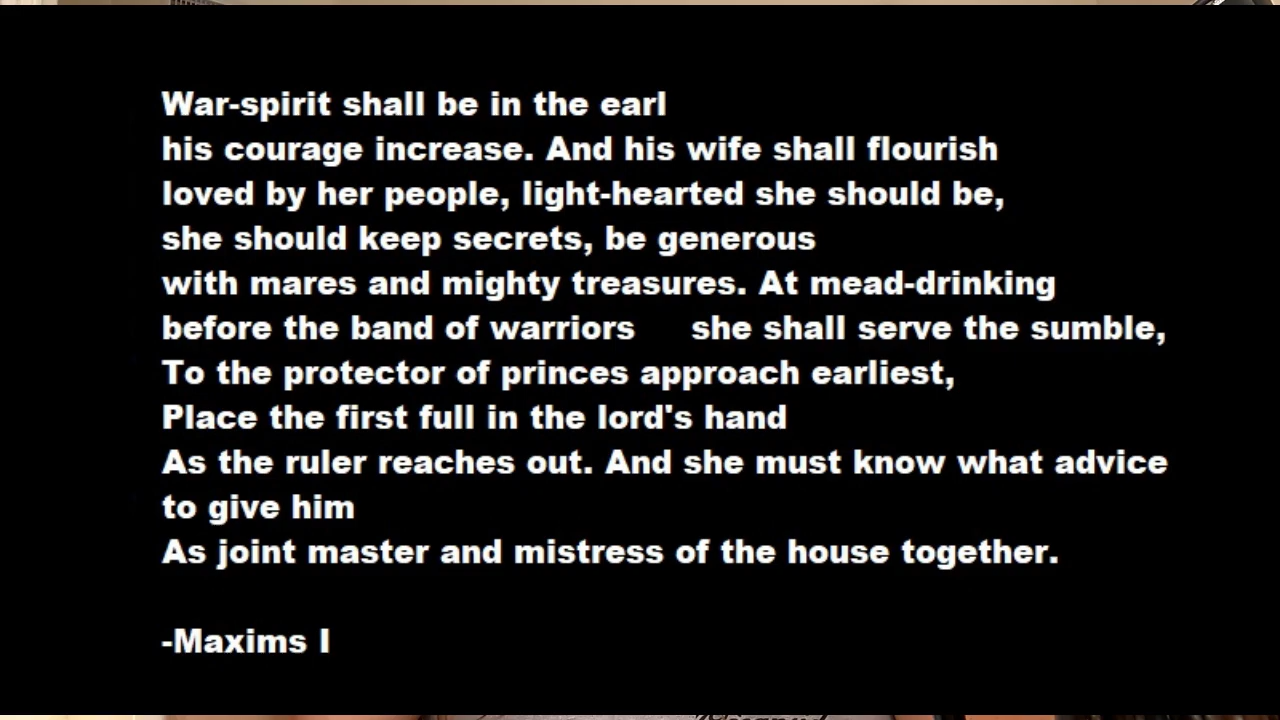 War-spirit shall be in the earl
his courage increase. And his wife shall flourish
loved by her people, light-hearted she should be,
she should keep secrets, be generous
with mares and mighty treasures. At mead-drinking
before the band of warriors she shall serve the sumble,
To the protector of princes approach earliest,
Place the first full in the lord's hand
As the ruler reaches out. And she must know what advice
to give him
As joint master and mistress of the house together.
-Maxims I